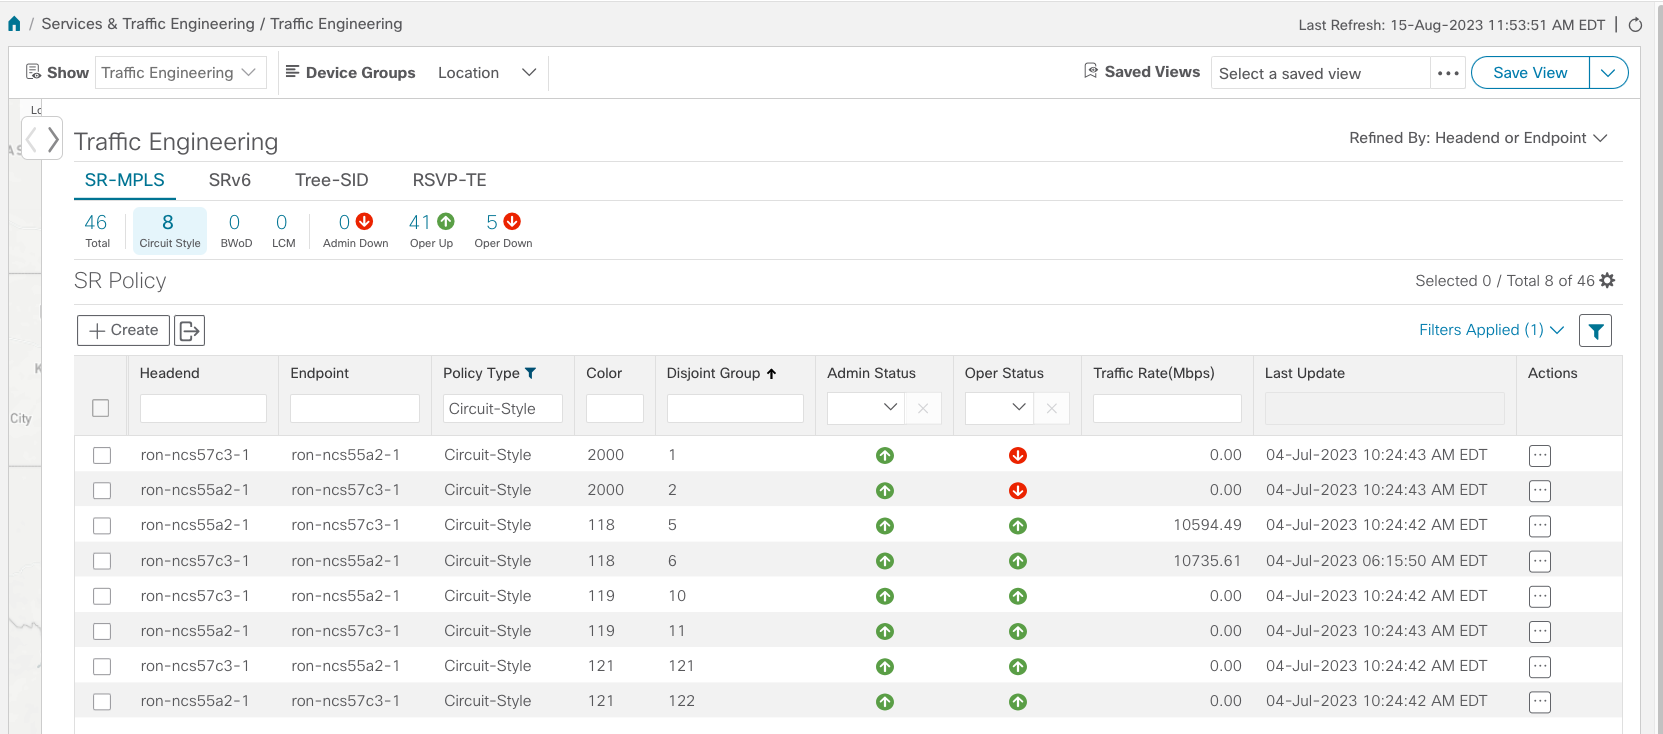 / Services & Traffic Engineering / Traffic Engineering
Last Refresh: 15-Aug-2023 11:53:51 AM EDT |
Show Traffic Engineering Device Groups Location
Saved Views Select a saved view ... Save View
Traffic Engineering
Refined By: Headend or Endpoint
SR-MPLS SRv6 Tree-SID RSVP-TE
46 8 0 0 0 41 5
Total Circuit Style BWoD LCM Admin Down Oper Up Oper Down
SR Policy
Selected 0 / Total 8 of 46
+ Create
Filters Applied (1)
Headend Endpoint Policy Type Color Disjoint Group Admin Status Oper Status Traffic Rate(Mbps) Last Update Actions
Circuit-Style
City
ron-ncs57c3-1 ron-ncs55a2-1 Circuit-Style 2000 1 0.00 04-Jul-2023 10:24:43 AM EDT
ron-ncs55a2-1 ron-ncs57c3-1 Circuit-Style 2000 2 0.00 04-Jul-2023 10:24:43 AM EDT
ron-ncs55a2-1 ron-ncs57c3-1 Circuit-Style 118 5 10594.49 04-Jul-2023 10:24:42 AM EDT
ron-ncs57c3-1 ron-ncs55a2-1 Circuit-Style 118 6 10735.61 04-Jul-2023 06:15:50 AM EDT
ron-ncs57c3-1 ron-ncs55a2-1 Circuit-Style 119 10 0.00 04-Jul-2023 10:24:42 AM EDT
ron-ncs55a2-1 ron-ncs57c3-1 Circuit-Style 119 11 0.00 04-Jul-2023 10:24:43 AM EDT
ron-ncs57c3-1 ron-ncs55a2-1 Circuit-Style 121 121 0.00 04-Jul-2023 10:24:42 AM EDT
ron-ncs55a2-1 ron-ncs57c3-1 Circuit-Style 121 122 0.00 04-Jul-2023 10:24:42 AM EDT